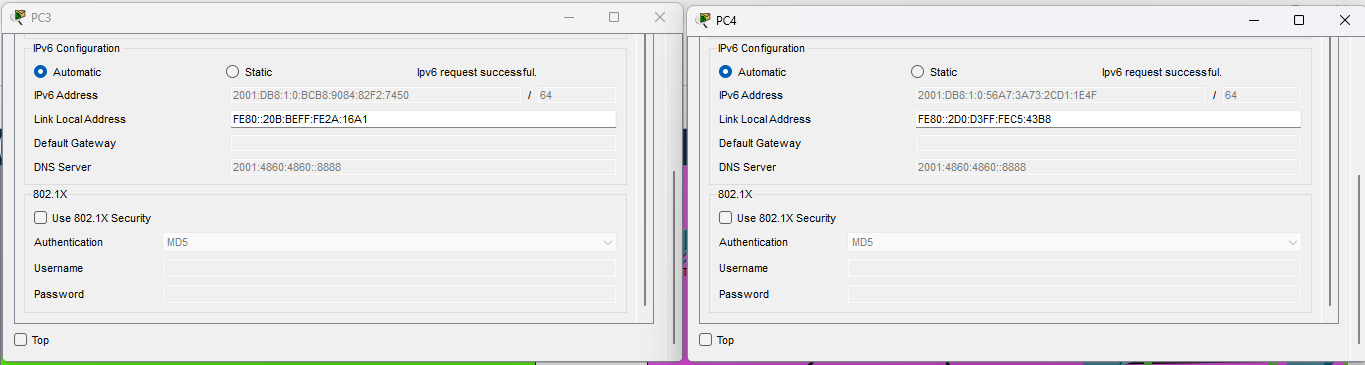 PC3
IPv6 Configuration
Automatic Static Ipv6 request successful.
IPv6 Address 2001:DB8:1:0:BCB8:9084:82F2:7450 / 64
Link Local Address FE80::20B:BEFF:FE2A:16A1
Default Gateway
DNS Server 2001:4860:4860::8888
802.1X
Use 802.1X Security
Authentication MD5
Username
Password
Top
PC4
IPv6 Configuration
Automatic Static Ipv6 request successful.
IPv6 Address 2001:DB8:1:0:56A7:3A73:2CD1:1E4F / 64
Link Local Address FE80::2D0:D3FF:FEC5:43B8
Default Gateway
DNS Server 2001:4860:4860::8888
802.1X
Use 802.1X Security
Authentication MD5
Username
Password
Top